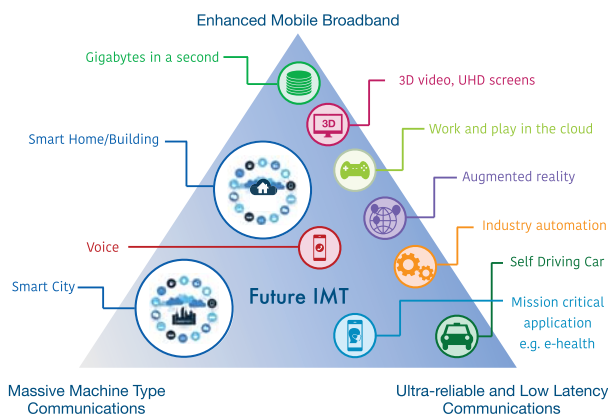 Enhanced Mobile Broadband
Gigabytes in a second
3D video, UHD screens
3D
Work and play in the cloud
Smart Home/Building
Augmented reality
Industry automation
Voice
Self Driving Car
Smart City
Future IMT
Mission critical
application
e.g. e-health
Massive Machine Type
Communications
Ultra-reliable and Low Latency
Communications